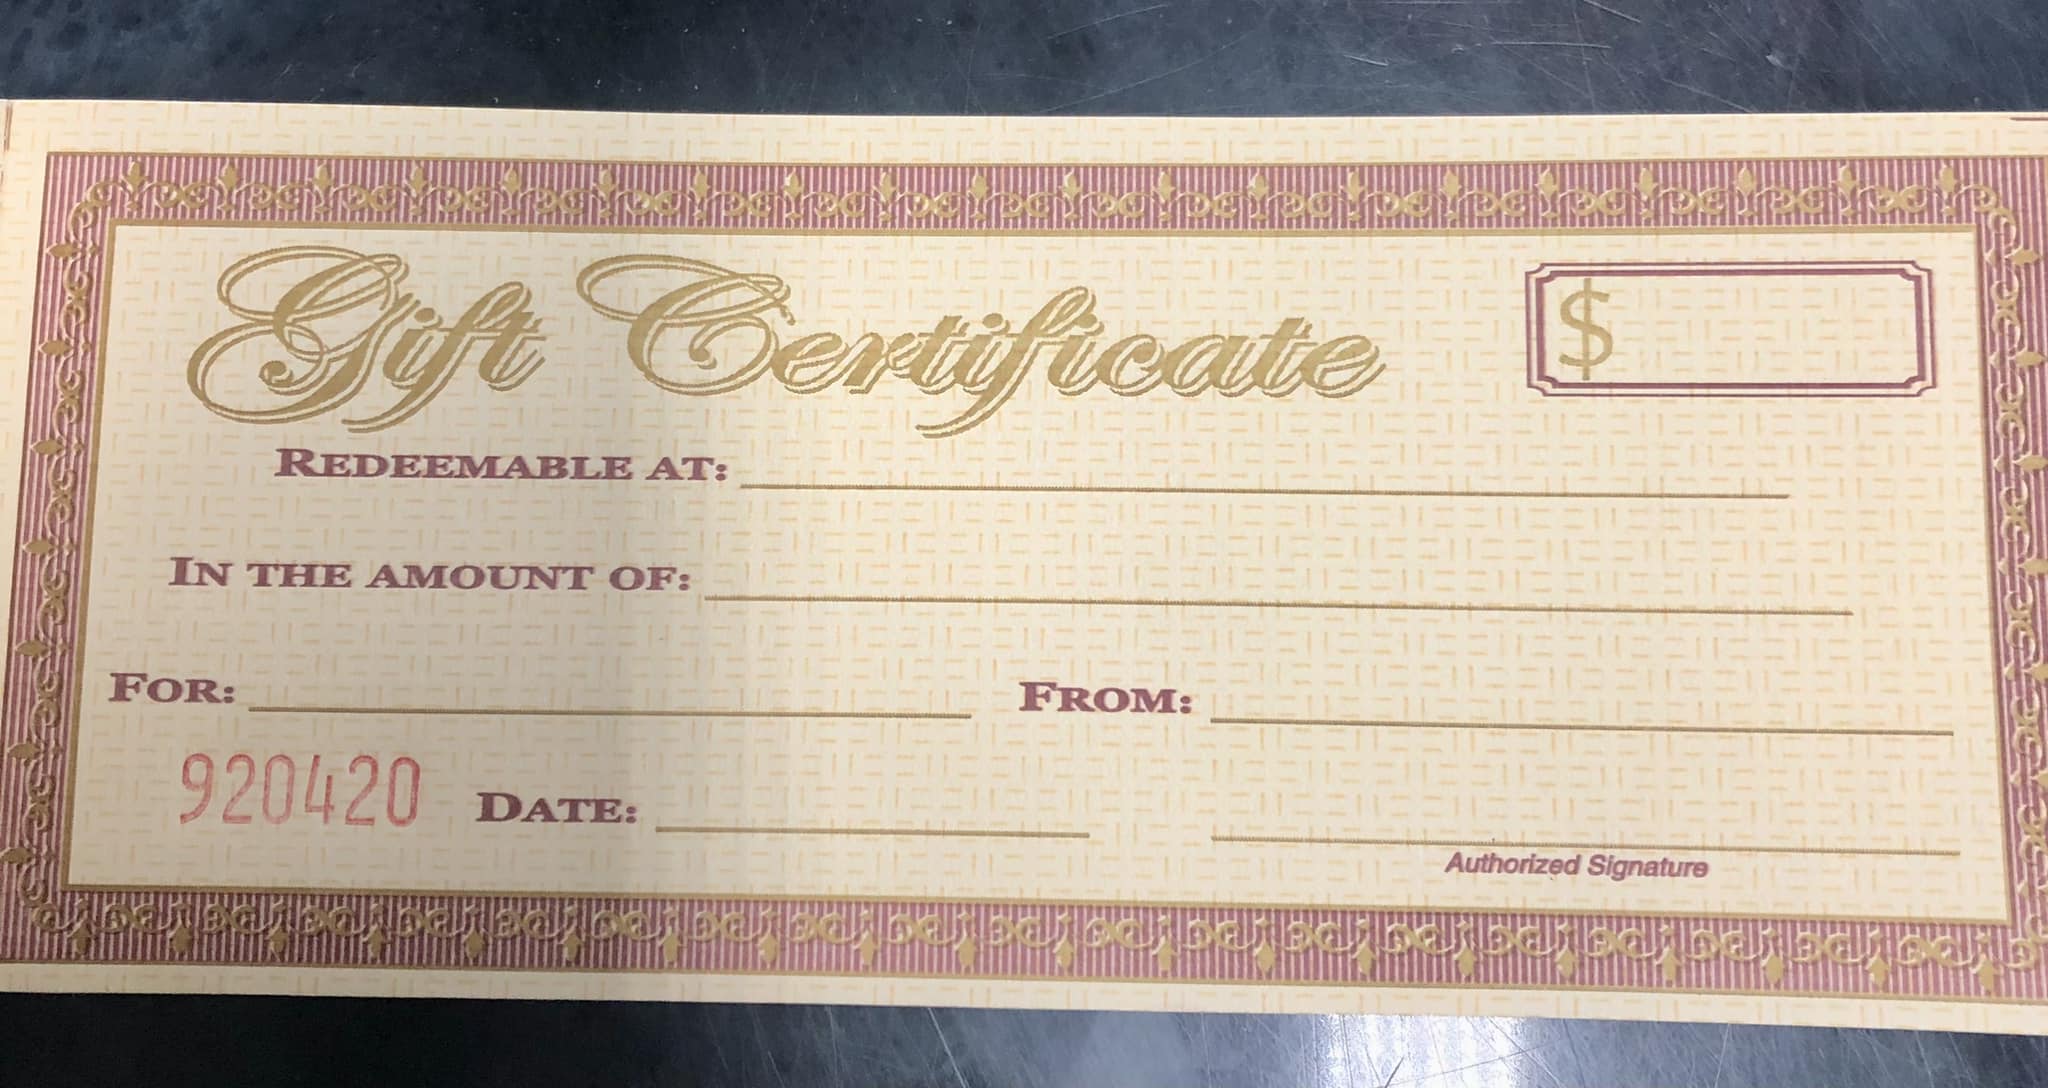 Gift Certificate $
REDEEMABLE AT:
IN THE AMOUNT OF:
FOR: FROM:
920420 DATE:
Authorized Signature